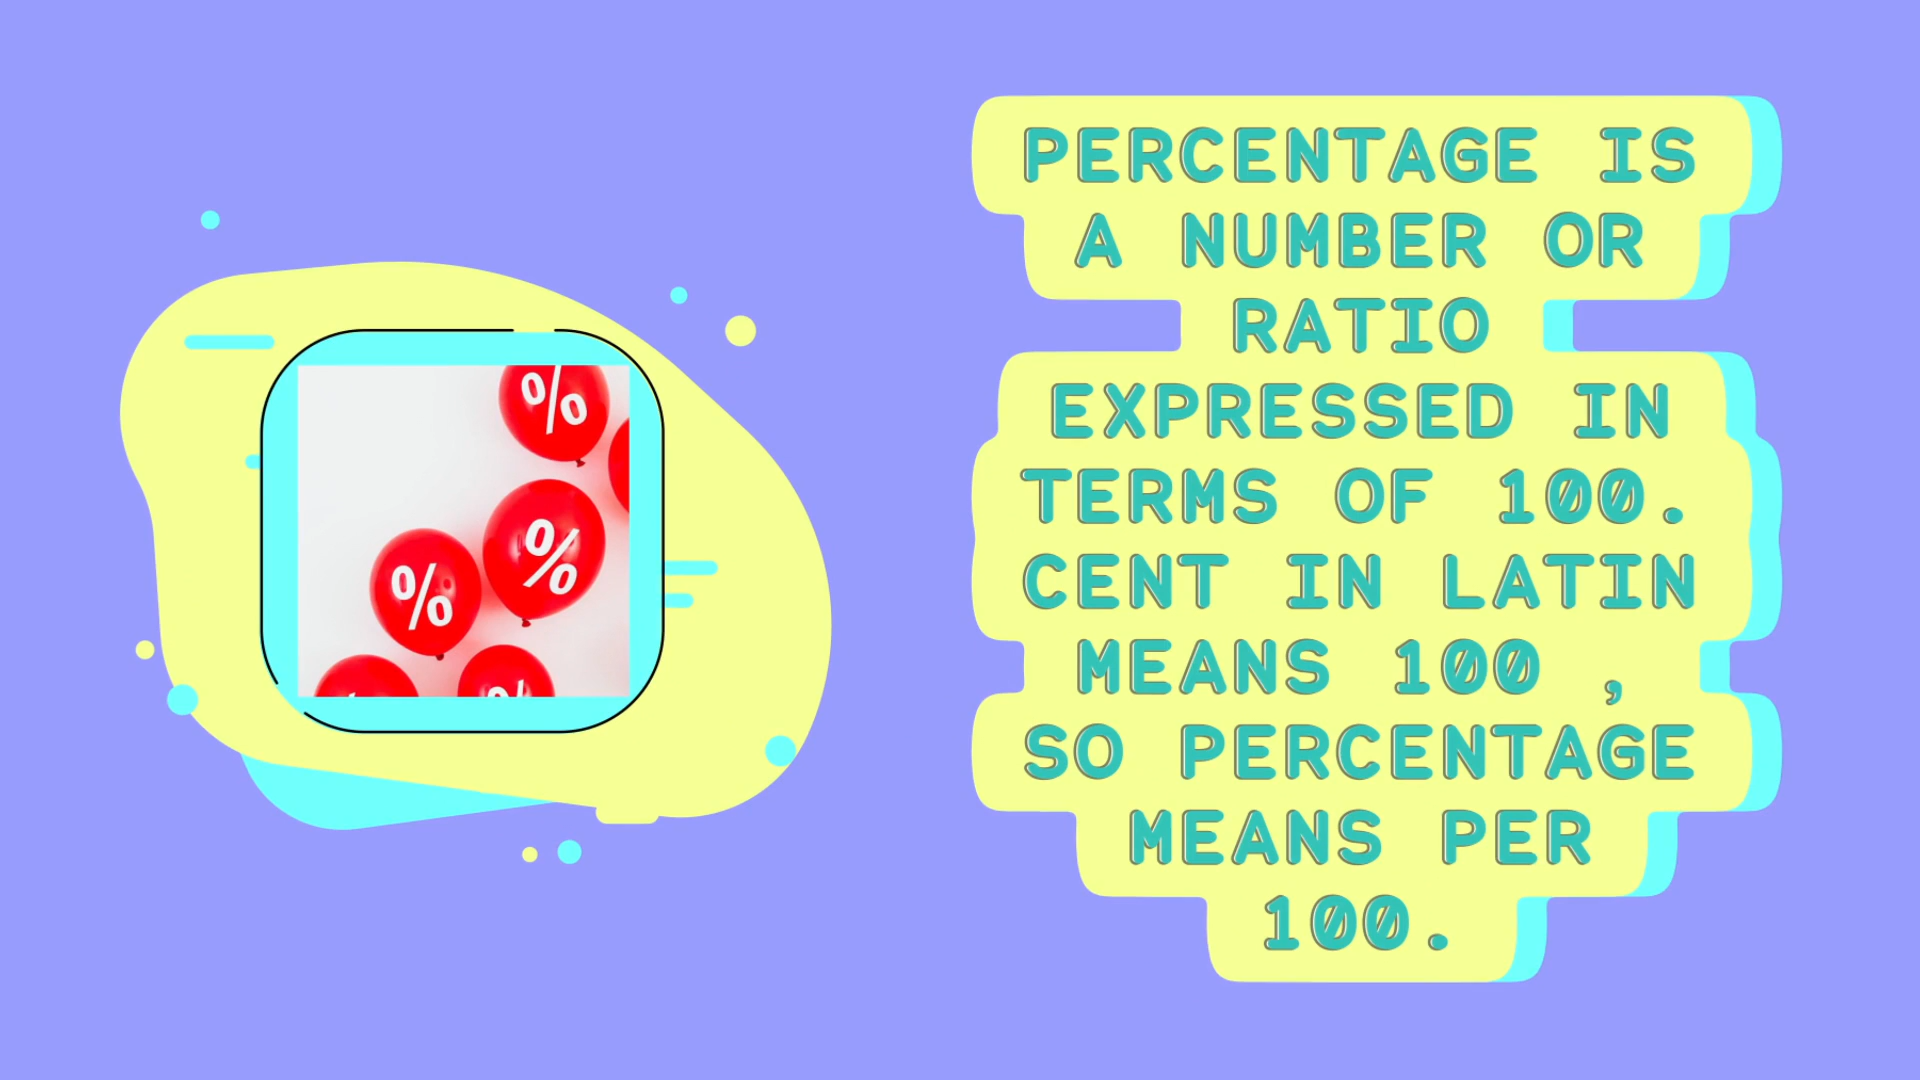 PERCENTAGE IS
A NUMBER OR
RATIO
EXPRESSED IN
TERMS OF 100.
CENT IN LATIN
MEANS 100 ,
SO PERCENTAGE
MEANS PER
100.
%
%
%
%